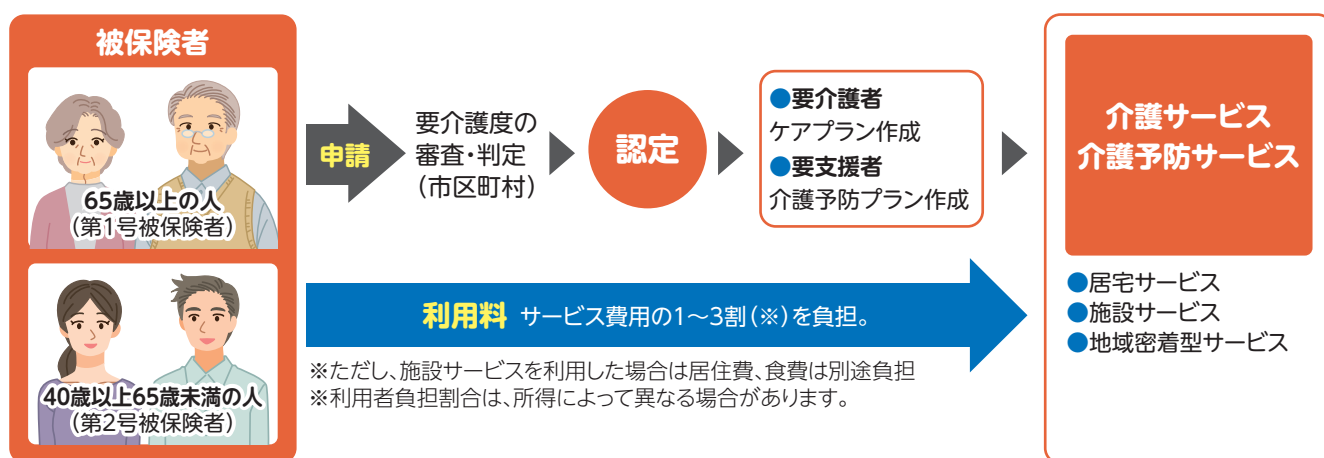 被保険者
65歳以上の人
(第1号被保険者)
40歳以上65歳未満の人
(第2号被保険者)
申請
要介護度の
審査・判定
(市区町村)
認定
●要介護者
ケアプラン作成
●要支援者
介護予防プラン作成
利用料 サービス費用の1〜3割(※)を負担。
※ただし、施設サービスを利用した場合は居住費、食費は別途負担
※利用者負担割合は、所得によって異なる場合があります。
介護サービス
介護予防サービス
●居宅サービス
●施設サービス
●地域密着型サービス